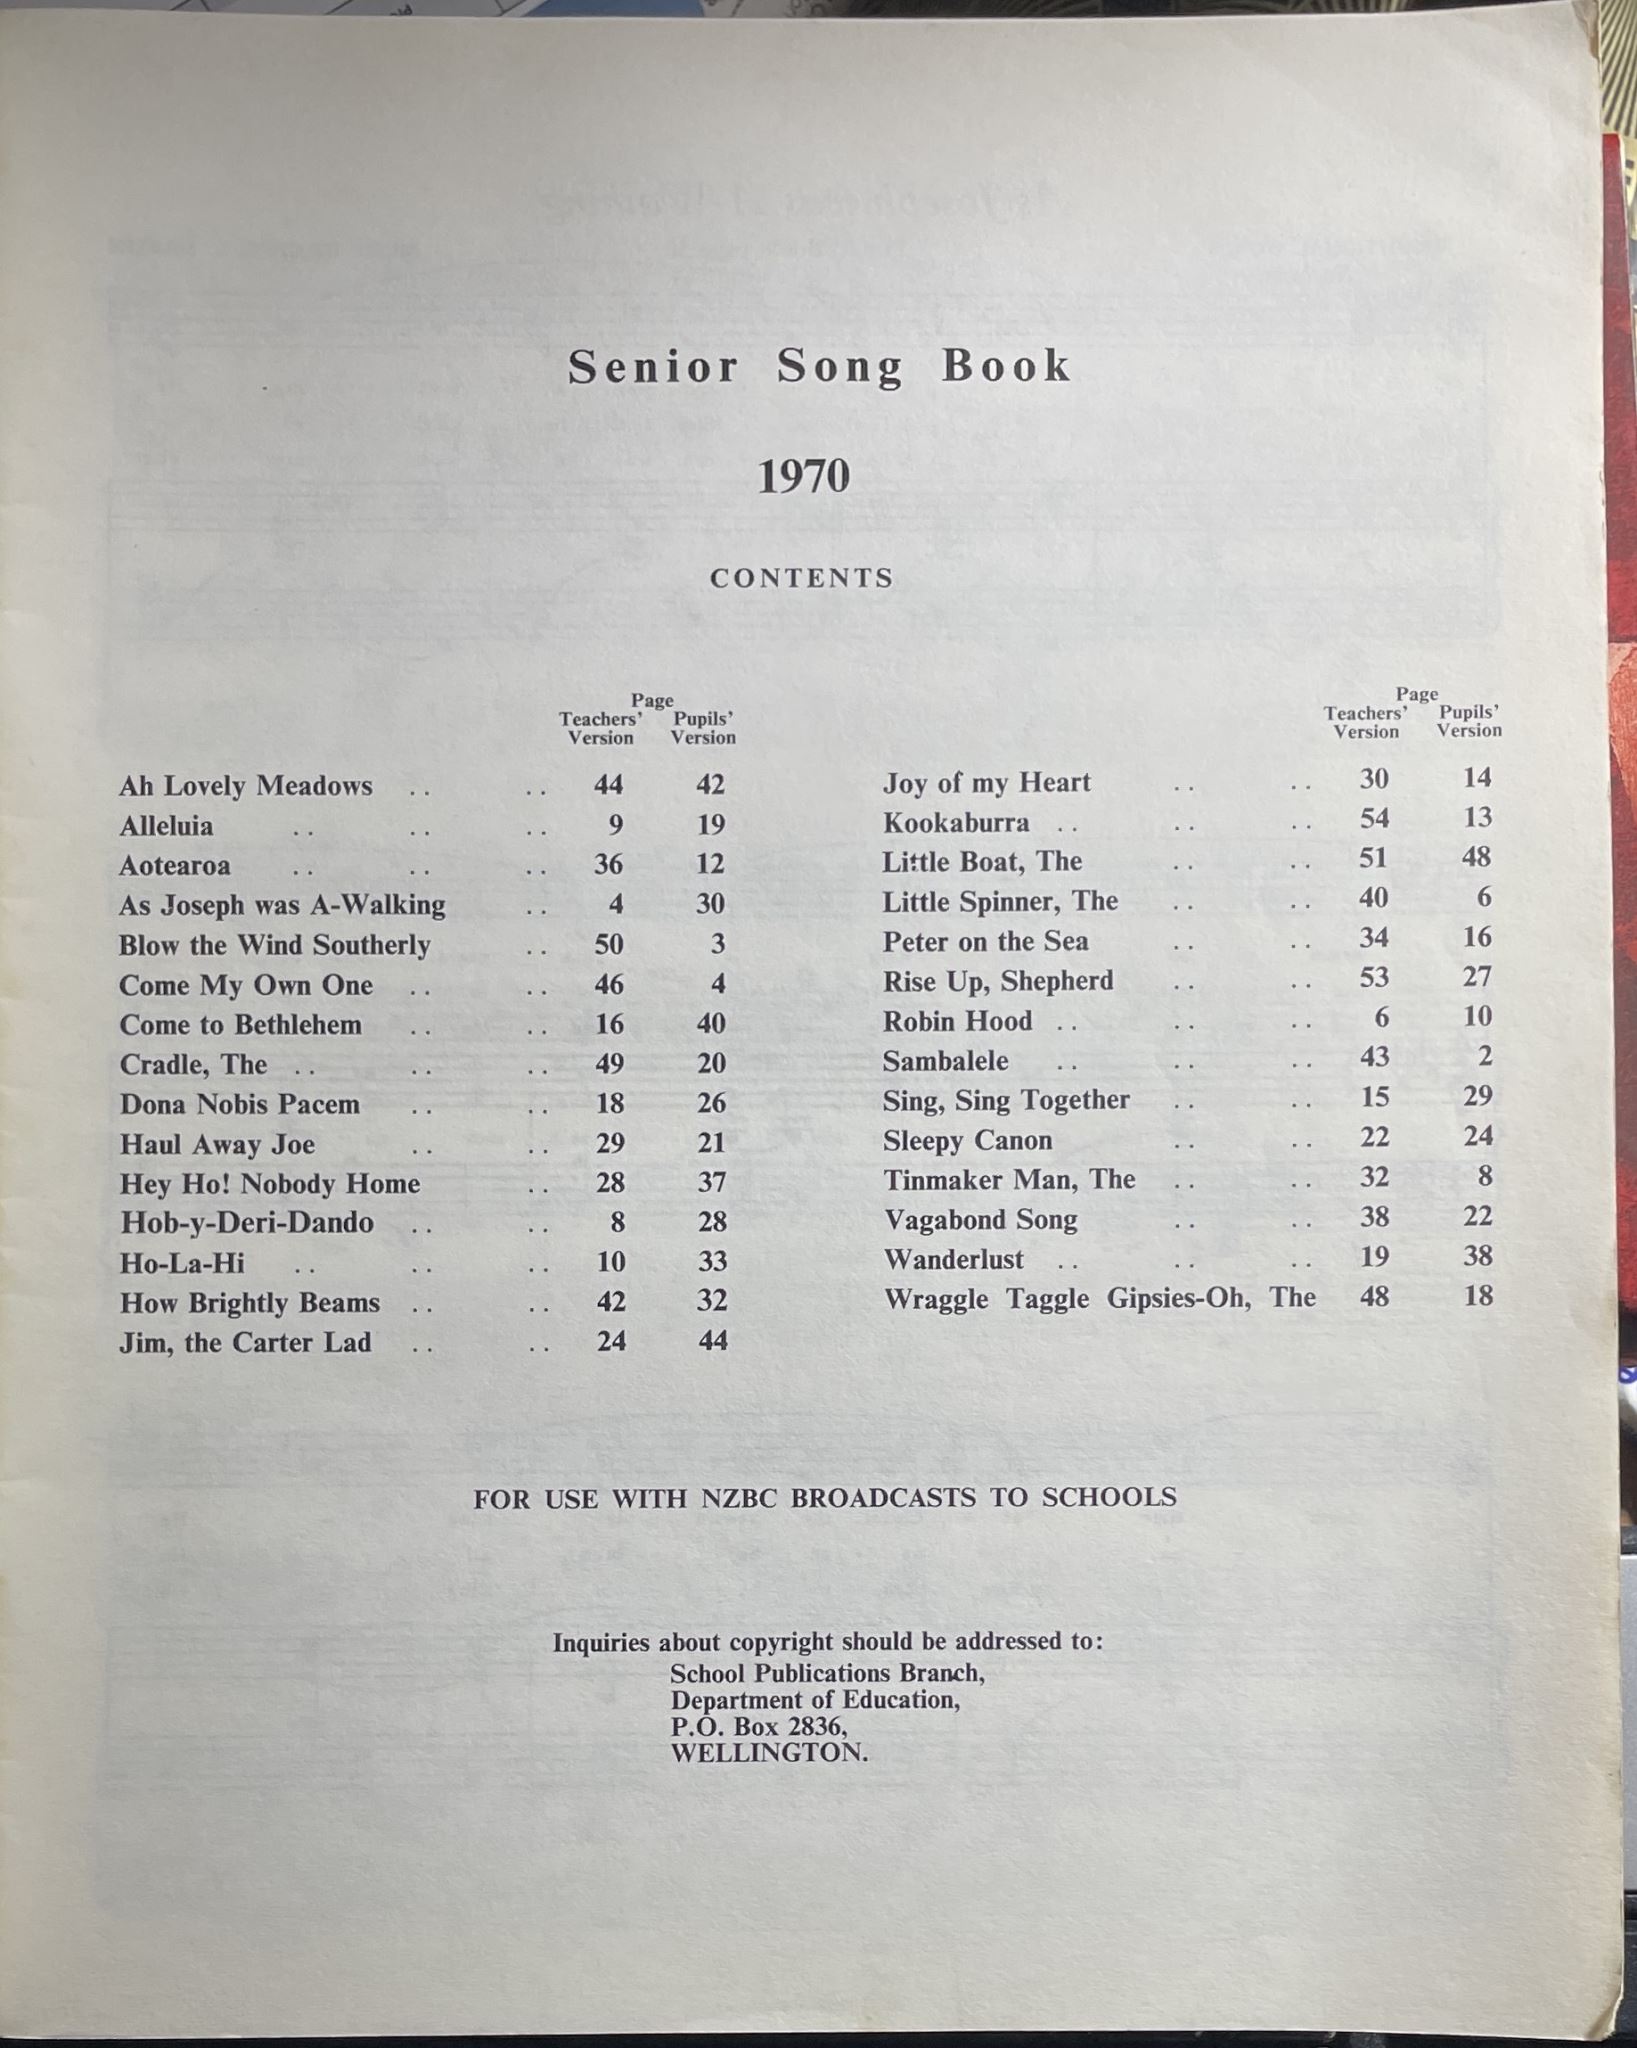 Senior Song Book
1970
CONTENTS
Page
Teachers' Pupils'
Version Version
Ah Lovely Meadows .. .. 44 42
Alleluia .. .. .. 9 19
Aotearoa .. .. .. 36 12
As Joseph was A-Walking .. 4 30
Blow the Wind Southerly .. 50 3
Come My Own One .. .. 46 4
Come to Bethlehem .. .. 16 40
Cradle, The .. .. .. 49 20
Dona Nobis Pacem .. .. 18 26
Haul Away Joe .. .. 29 21
Hey Ho! Nobody Home .. 28 37
Hob-y-Deri-Dando .. .. 8 28
Ho-La-Hi .. .. .. 10 33
How Brightly Beams .. .. 42 32
Jim, the Carter Lad .. .. 24 44
Page
Teachers' Pupils'
Version Version
Joy of my Heart .. .. 30 14
Kookaburra .. .. .. 54 13
Little Boat, The .. .. 51 48
Little Spinner, The .. .. 40 6
Peter on the Sea .. .. 34 16
Rise Up, Shepherd .. .. 53 27
Robin Hood .. .. .. 6 10
Sambalele .. .. .. 43 2
Sing, Sing Together .. .. 15 29
Sleepy Canon .. .. 22 24
Tinmaker Man, The .. .. 32 8
Vagabond Song .. .. 38 22
Wanderlust .. .. .. 19 38
Wraggle Taggle Gipsies-Oh, The 48 18
FOR USE WITH NZBC BROADCASTS TO SCHOOLS
Inquiries about copyright should be addressed to:
School Publications Branch,
Department of Education,
P.O. Box 2836,
WELLINGTON.